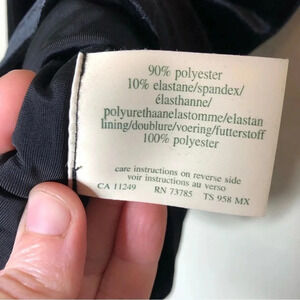 90% polyester
10% elastane/spandex/
élasthanne/
polyurethaanelastomme/elastan
lining/doublure/voering/futterstoff
100% polyester
care instructions on reverse side
voir instructions au verso
CA 11249 RN 73785 TS 958 MX